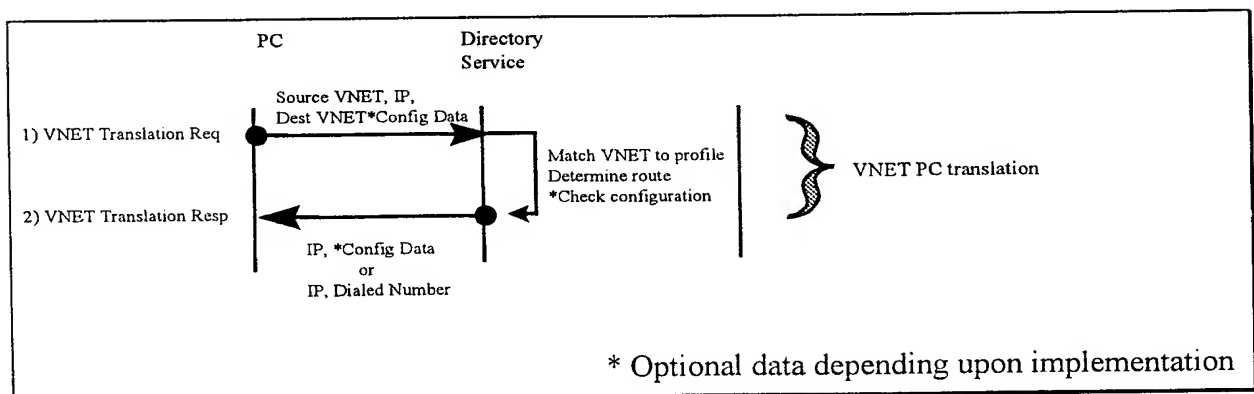 PC
Directory
Service
Source VNET, IP,
Dest VNET*Config Data
1) VNET Translation Req
Match VNET to profile
Determine route
*Check configuration
VNET PC translation
2) VNET Translation Resp
IP, *Config Data
or
IP, Dialed Number
* Optional data depending upon implementation